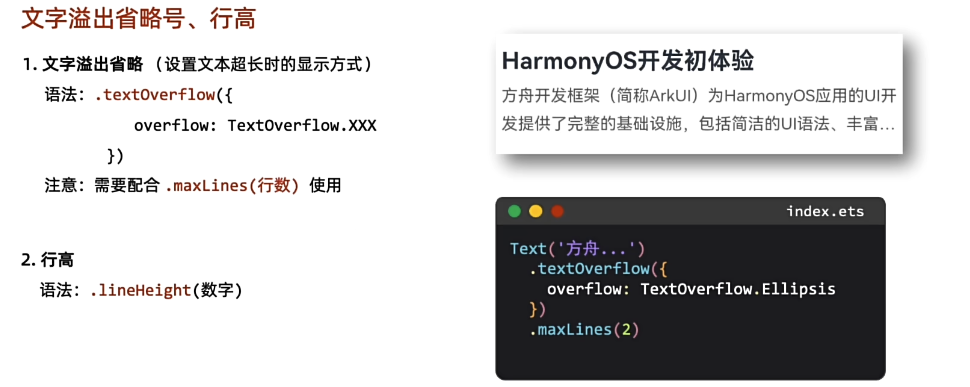 文字溢出省略号、行高
1. 文字溢出省略 （设置文本超长时的显示方式）
语法：.textOverflow({
overflow: TextOverflow.XXX
})
注意：需要配合 .maxLines(行数) 使用
2. 行高
语法：.lineHeight(数字)
HarmonyOS开发初体验
方舟开发框架（简称ArkUI）为HarmonyOS应用的UI开
发提供了完整的基础设施，包括简洁的UI语法、丰富...
index.ets
Text('方舟...')
.textOverflow({
overflow: TextOverflow.Ellipsis
})
.maxLines(2)